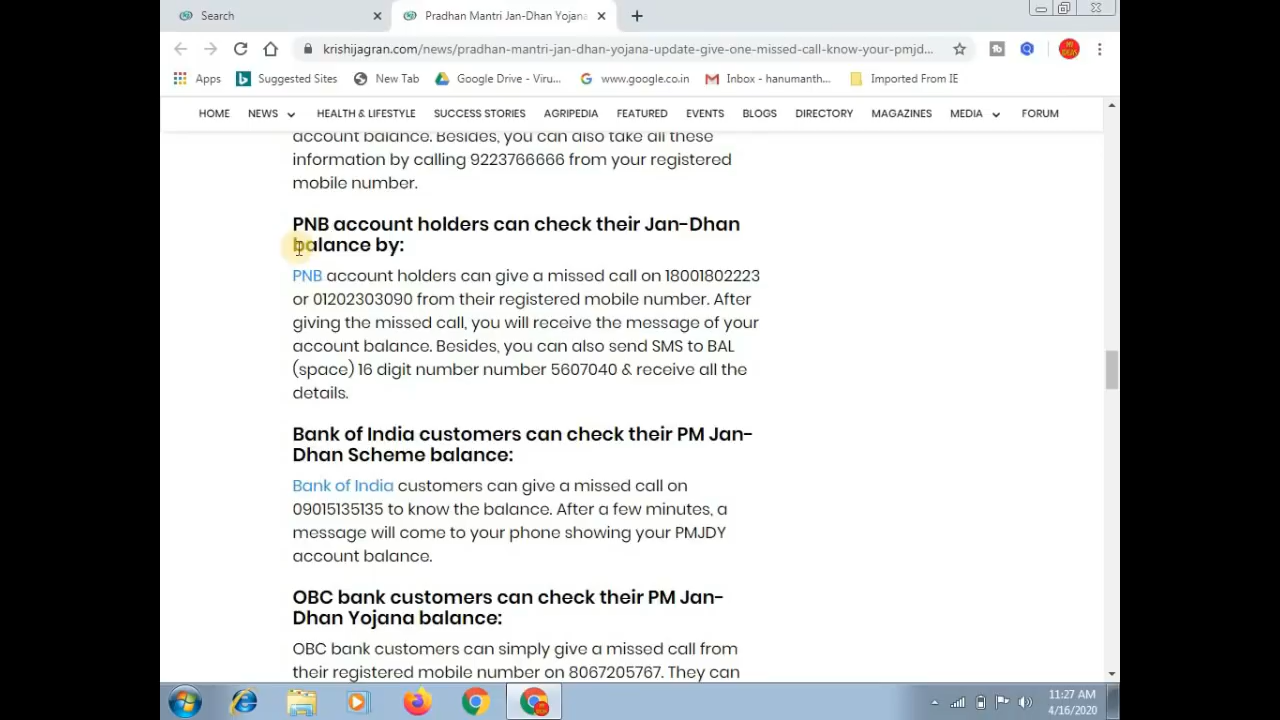 Search
Pradhan Mantri Jan-Dhan Yojana
krishijagran.com/news/pradhan-mantri-jan-dhan-yojana-update-give-one-missed-call-know-your-pmjd...
Apps Suggested Sites New Tab Google Drive - Viru... www.google.co.in Inbox - hanumanth... Imported From IE
HOME NEWS HEALTH & LIFESTYLE SUCCESS STORIES AGRIPEDIA FEATURED EVENTS BLOGS DIRECTORY MAGAZINES MEDIA FORUM
account balance. Besides, you can also take all these
information by calling 9223766666 from your registered
mobile number.
PNB account holders can check their Jan-Dhan
balance by:
PNB account holders can give a missed call on 18001802223
or 01202303090 from their registered mobile number. After
giving the missed call, you will receive the message of your
account balance. Besides, you can also send SMS to BAL
(space) 16 digit number number 5607040 & receive all the
details.
Bank of India customers can check their PM Jan-
Dhan Scheme balance:
Bank of India customers can give a missed call on
09015135135 to know the balance. After a few minutes, a
message will come to your phone showing your PMJDY
account balance.
OBC bank customers can check their PM Jan-
Dhan Yojana balance:
OBC bank customers can simply give a missed call from
their registered mobile number on 8067205767. They can
11:27 AM
4/16/2020